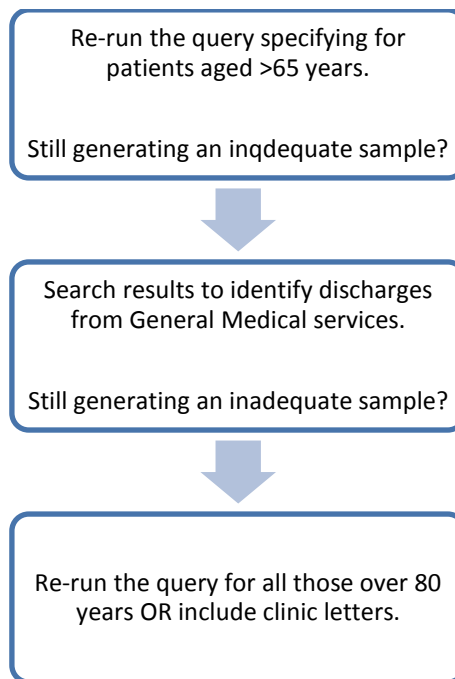 Re-run the query specifying for
patients aged >65 years.
Still generating an inqdequate sample?
Search results to identify discharges
from General Medical services.
Still generating an inadequate sample?
Re-run the query for all those over 80
years OR include clinic letters.